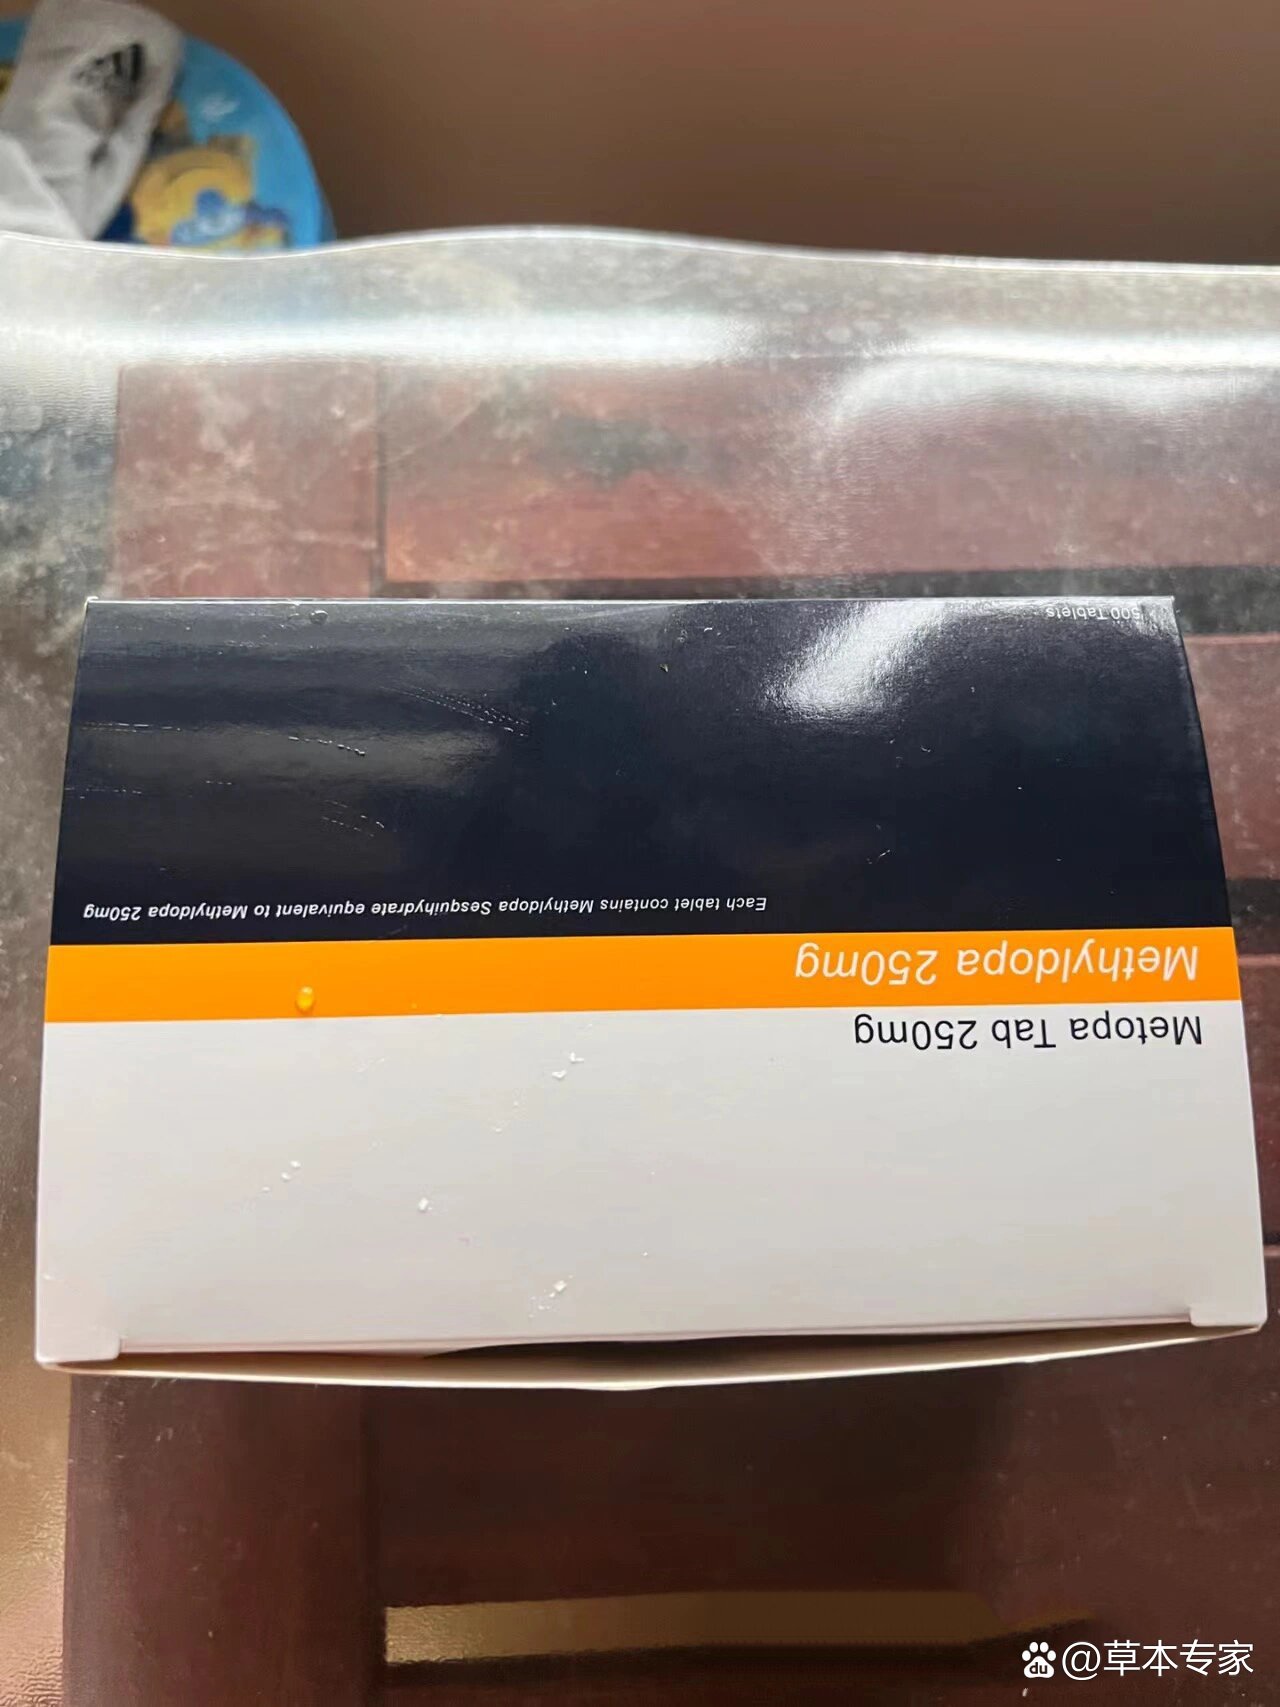 Metopa Tab 250mg
Methyldopa 250mg
Each tablet contains Methyldopa Sesquihydrate equivalent to Methyldopa 250mg
500 Tablets
du @草本专家